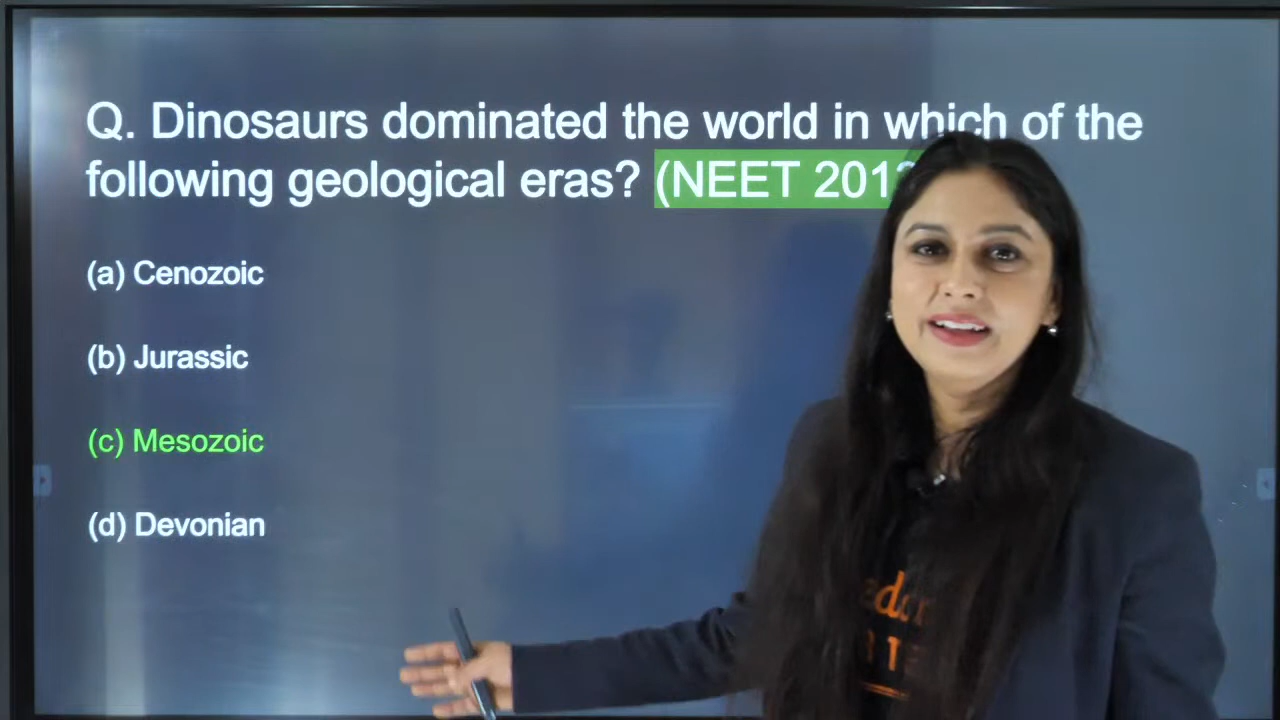 Q. Dinosaurs dominated the world in which of the
following geological eras? (NEET 201
(a) Cenozoic
(b) Jurassic
(c) Mesozoic
(d) Devonian